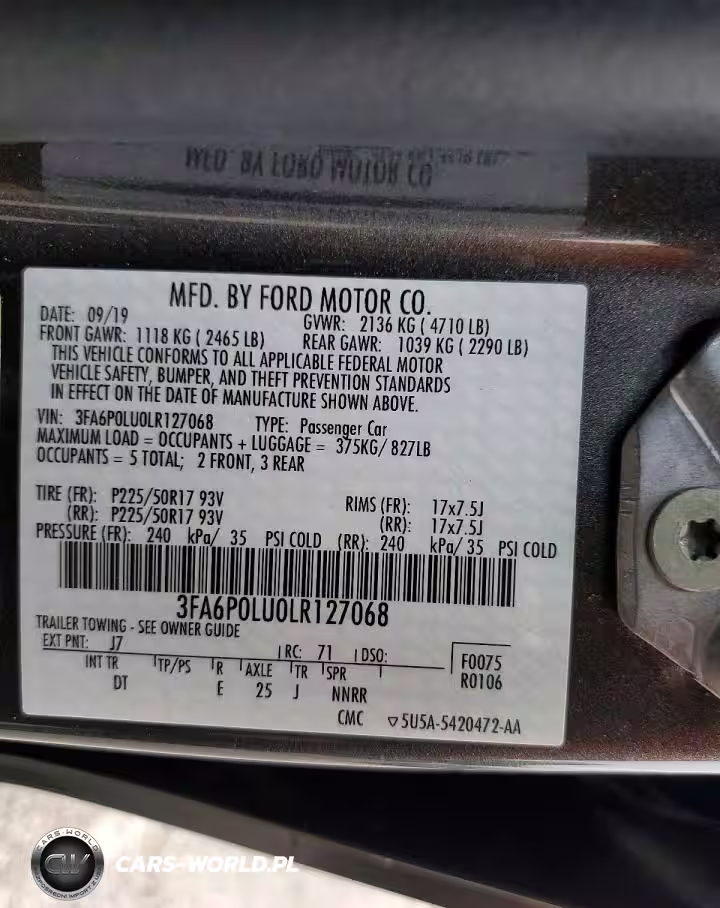 MFD. BY FORD MOTOR CO.
DATE: 09/19
GVWR: 2136 KG ( 4710 LB)
FRONT GAWR: 1118 KG ( 2465 LB)
REAR GAWR: 1039 KG ( 2290 LB)
THIS VEHICLE CONFORMS TO ALL APPLICABLE FEDERAL MOTOR
VEHICLE SAFETY, BUMPER, AND THEFT PREVENTION STANDARDS
IN EFFECT ON THE DATE OF MANUFACTURE SHOWN ABOVE.
VIN: 3FA6P0LU0LR127068 TYPE: Passenger Car
MAXIMUM LOAD = OCCUPANTS + LUGGAGE = 375KG/ 827LB
OCCUPANTS = 5 TOTAL; 2 FRONT, 3 REAR
TIRE (FR): P225/50R17 93V RIMS (FR): 17x7.5J
(RR): P225/50R17 93V (RR): 17x7.5J
PRESSURE (FR): 240 kPa/ 35 PSI COLD (RR): 240 kPa/ 35 PSI COLD
3FA6P0LU0LR127068
TRAILER TOWING - SEE OWNER GUIDE
EXT PNT: J7 RC: 71 DSO:
F0075
R0106
INT TR TP/PS R AXLE TR SPR
DT E 25 J NNRR
CMC ▽5U5A-5420472-AA
CARS-WORLD
CW
CARS-WORLD.PL